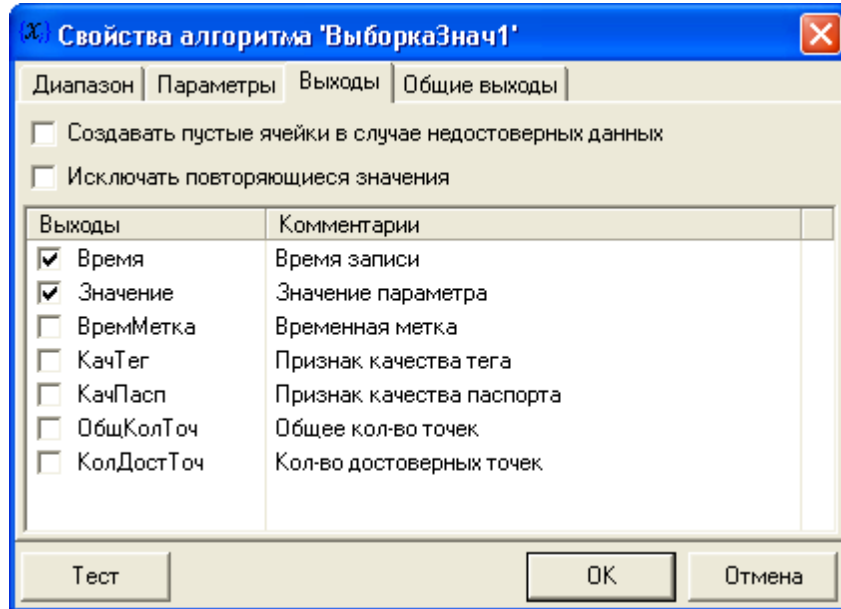 {x} Свойства алгоритма 'ВыборкаЗнач1'
Диапазон Параметры Выходы Общие выходы
Создавать пустые ячейки в случае недостоверных данных
Исключать повторяющиеся значения
Выходы Комментарии
Время Время записи
Значение Значение параметра
ВремМетка Временная метка
КачТег Признак качества тега
КачПасп Признак качества паспорта
ОбщКолТоч Общее кол-во точек
КолДостТоч Кол-во достоверных точек
Тест OK Отмена